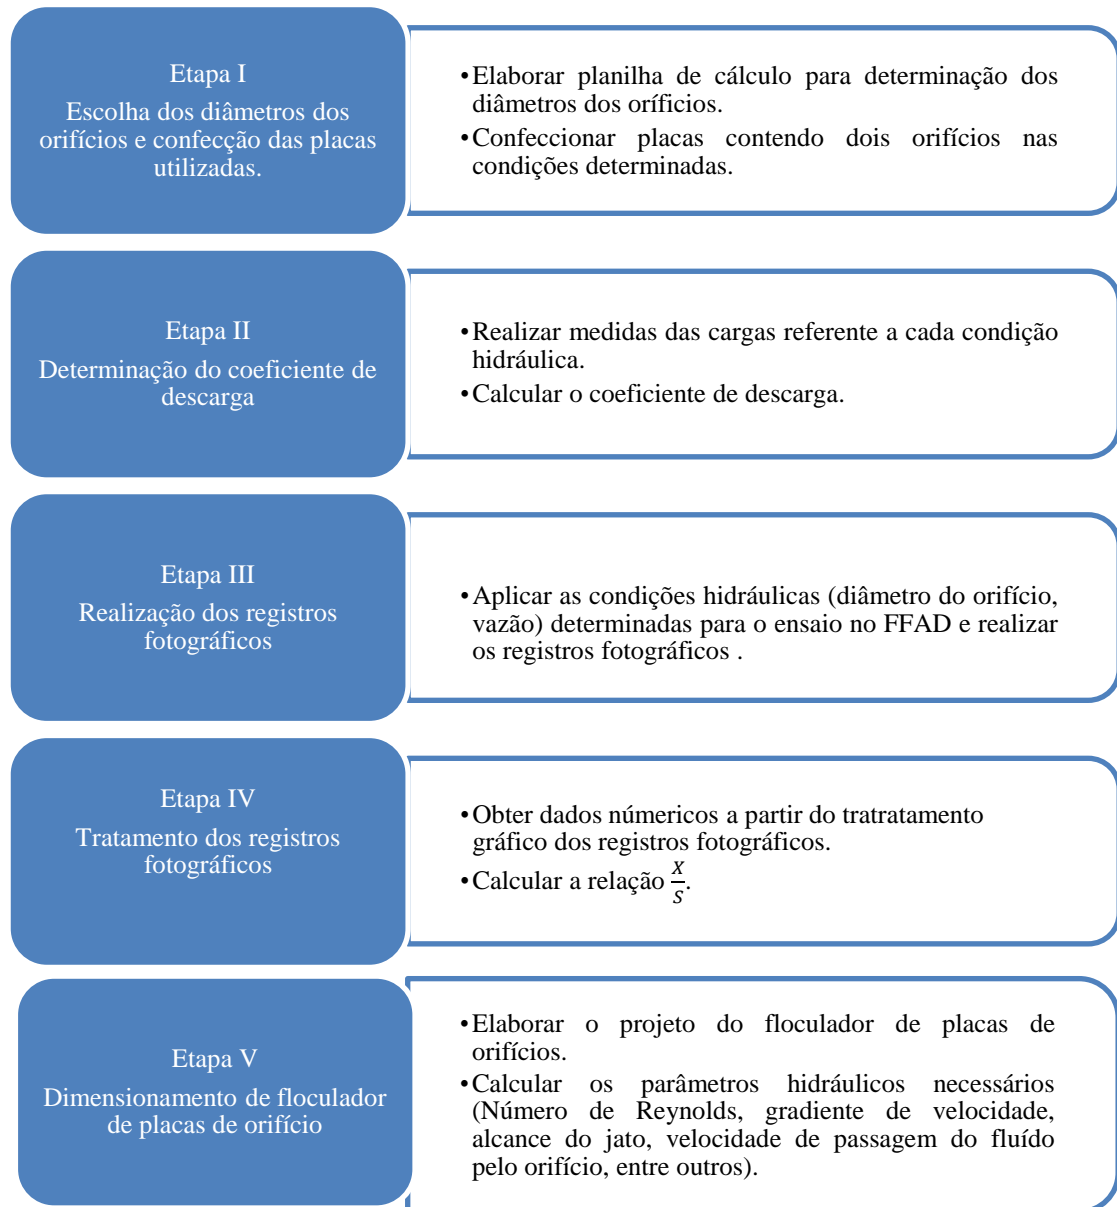 Etapa I
Escolha dos diâmetros dos
orifícios e confecção das placas
utilizadas.
•Elaborar planilha de cálculo para determinação dos
diâmetros dos oríficios.
•Confeccionar placas contendo dois orifícios nas
condições determinadas.
Etapa II
Determinação do coeficiente de
descarga
•Realizar medidas das cargas referente a cada condição
hidráulica.
•Calcular o coeficiente de descarga.
Etapa III
Realização dos registros
fotográficos
•Aplicar as condições hidráulicas (diâmetro do orifício,
vazão) determinadas para o ensaio no FFAD e realizar
os registros fotográficos .
Etapa IV
Tratamento dos registros
fotográficos
•Obter dados númericos a partir do tratratamento
gráfico dos registros fotográficos.
•Calcular a relação X/S.
Etapa V
Dimensionamento de floculador
de placas de orifício
•Elaborar o projeto do floculador de placas de
orifícios.
•Calcular os parâmetros hidráulicos necessários
(Número de Reynolds, gradiente de velocidade,
alcance do jato, velocidade de passagem do fluído
pelo orifício, entre outros).